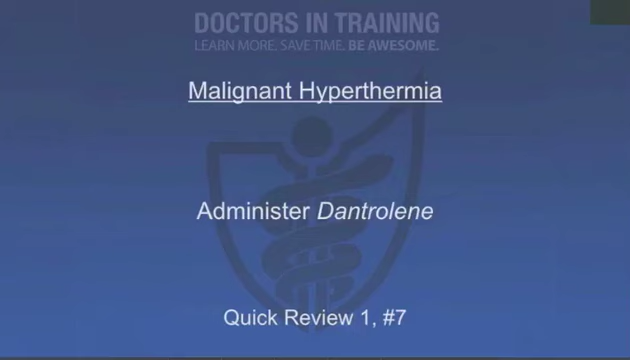 DOCTORS IN TRAINING
LEARN MORE. SAVE TIME. BE AWESOME.
Malignant Hyperthermia
Administer Dantrolene
Quick Review 1, #7